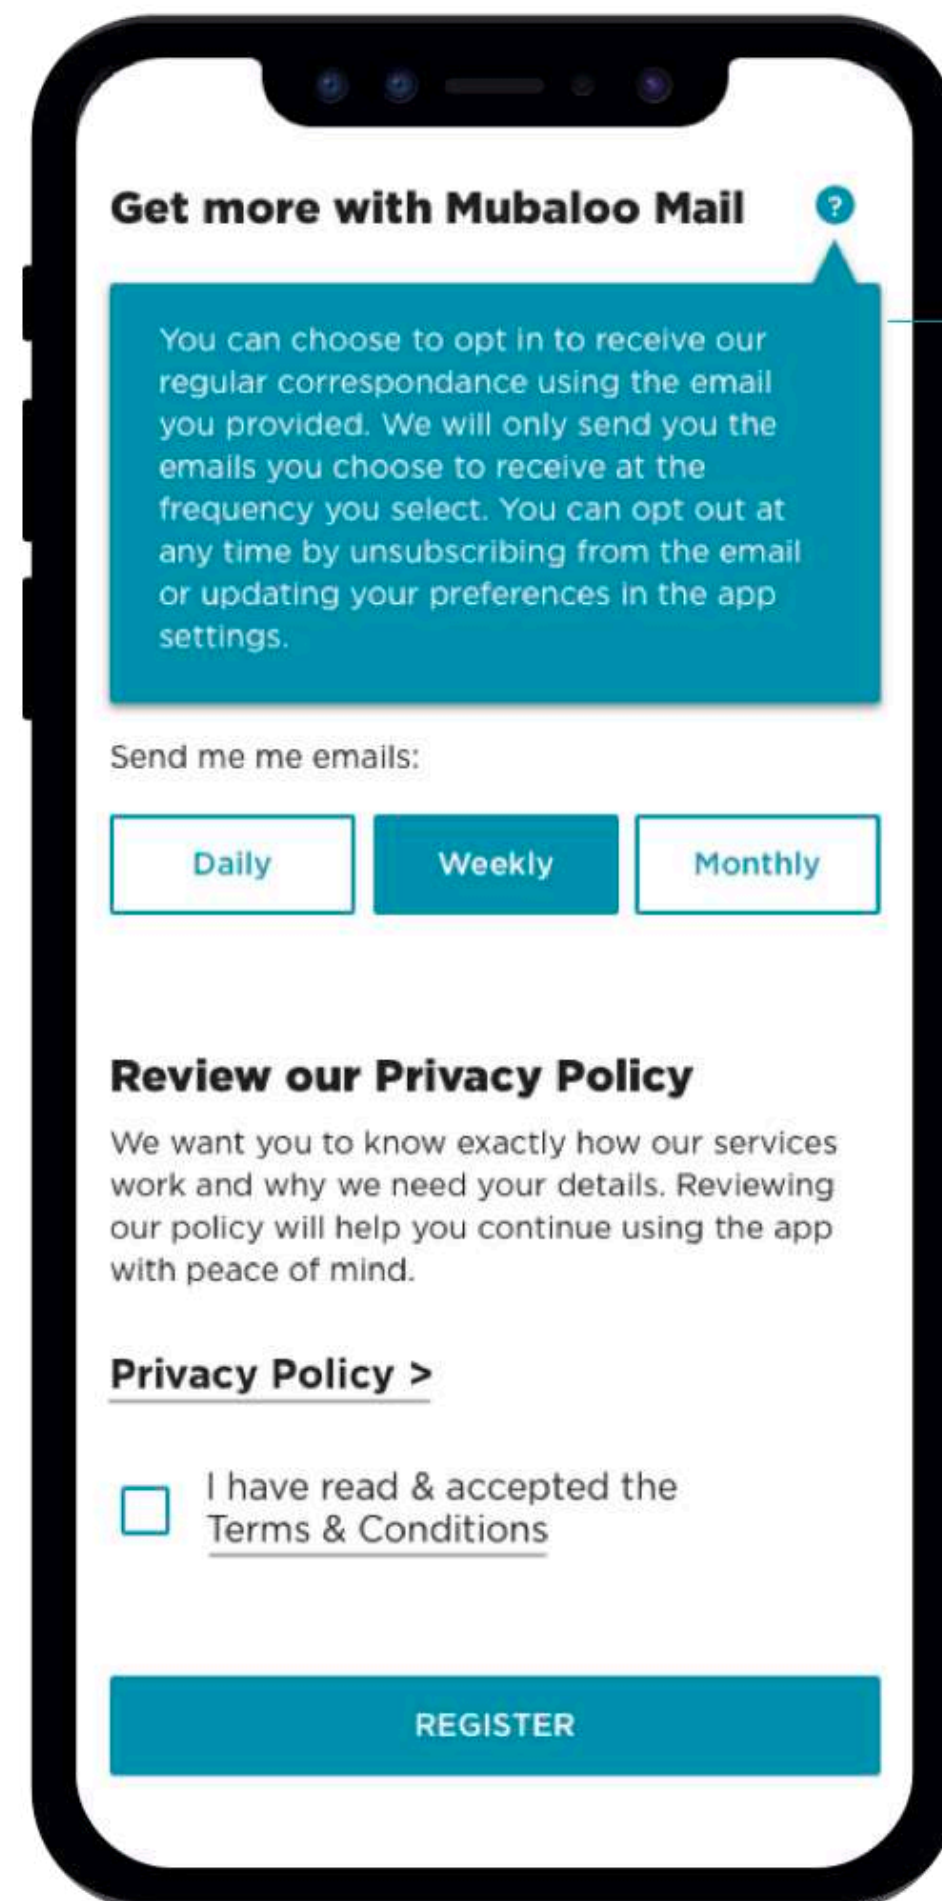 Get more with Mubaloo Mail
?
You can choose to opt in to receive our
regular correspondance using the email
you provided. We will only send you the
emails you choose to receive at the
frequency you select. You can opt out at
any time by unsubscribing from the email
or updating your preferences in the app
settings.
Send me me emails:
Daily Weekly Monthly
Review our Privacy Policy
We want you to know exactly how our services
work and why we need your details. Reviewing
our policy will help you continue using the app
with peace of mind.
Privacy Policy >
I have read & accepted the
Terms & Conditions
REGISTER